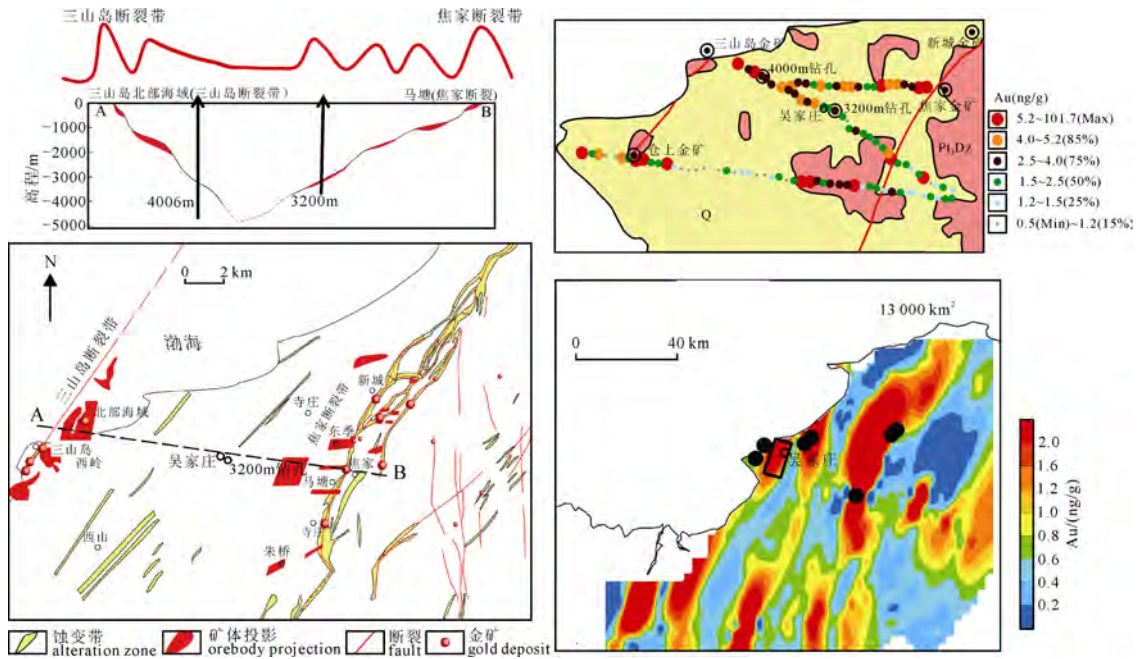 三山岛断裂带
焦家断裂带
三山岛北部海域(三山岛断裂带)
马塘(焦家断裂)
A
B
0
−1000
−2000
−3000
−4000
−5000
高程/m
4006m
3200m
三山岛金矿
新城金矿
4000m钻孔
3200m钻孔
焦家金矿
吴家庄
仓上金矿
Pt₁DZ
Q
Au(ng/g)
5.2~101.7(Max)
4.0~5.2(85%)
2.5~4.0(75%)
1.5~2.5(50%)
1.2~1.5(25%)
0.5(Min)~1.2(15%)
N
0 2 km
渤海
三山岛断裂带
焦家断裂带
新城
寺庄
东季
A
北部海域
三山岛
西岭
吴家庄
3200m钻孔
焦家
B
马塘
寺庄
西山
朱桥
蚀变带
alteration zone
矿体投影
orebody projection
断裂
fault
金矿
gold deposit
13 000 km²
0 40 km
吴家庄
2.0
1.6
1.2
1.0
0.8
0.6
0.4
0.2
Au/(ng/g)